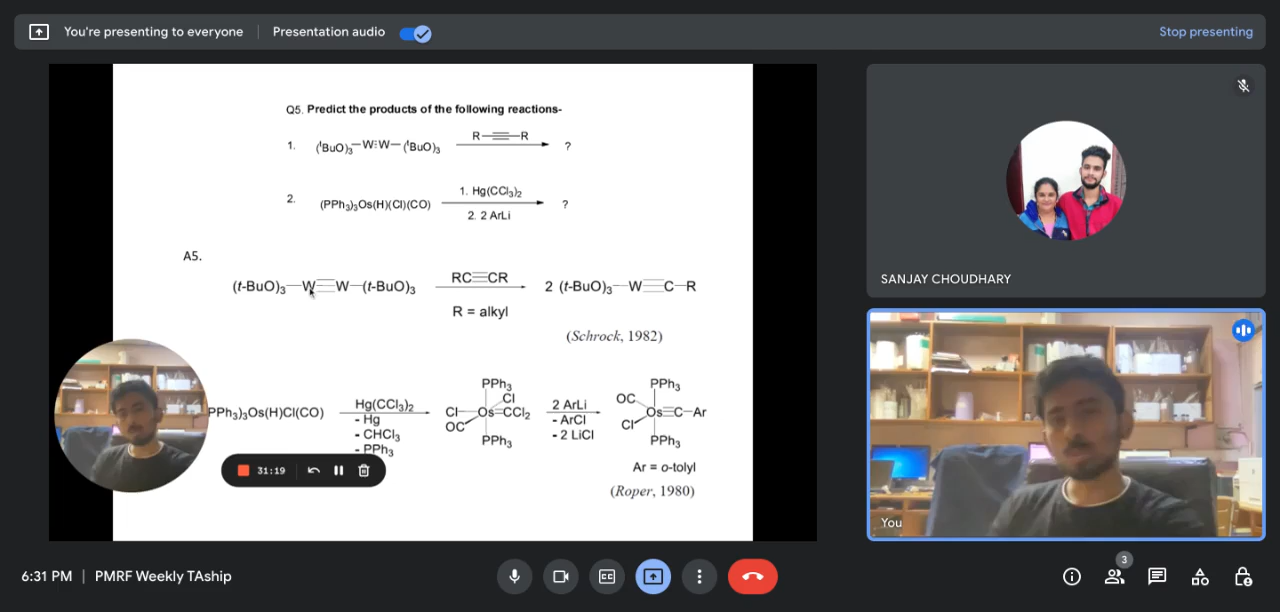 You're presenting to everyone
Presentation audio
Stop presenting
Q5. Predict the products of the following reactions-
1. (ᵗBuO)₃—W≡W—(ᵗBuO)₃ R≡R ?
2. (PPh₃)₃Os(H)(Cl)(CO) 1. Hg(CCl₃)₂ 2. 2 ArLi ?
A5.
(t-BuO)₃—W≡W—(t-BuO)₃ RC≡CR 2 (t-BuO)₃—W≡C—R
R = alkyl
(Schrock, 1982)
PPh₃)₃Os(H)Cl(CO) Hg(CCl₃)₂
- Hg
- CHCl₃
- PPh₃
PPh₃
Cl
Cl—Os=CCl₂
OC
PPh₃
2 ArLi
- ArCl
- 2 LiCl
PPh₃
OC
Os≡C—Ar
Cl
PPh₃
Ar = o-tolyl
(Roper, 1980)
31:19
SANJAY CHOUDHARY
You
6:31 PM | PMRF Weekly TAship
CC
3